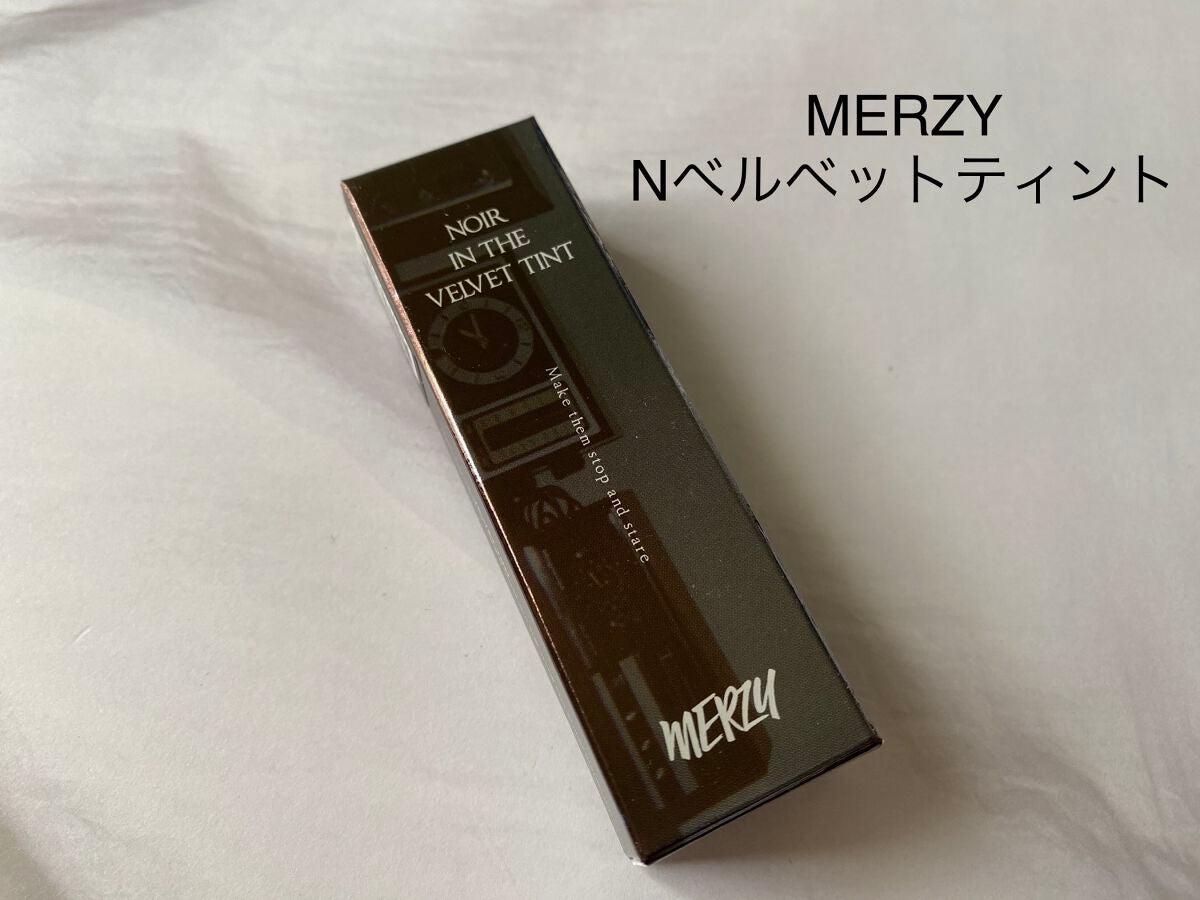 MERZY
Nベルベットティント
NOIR
IN THE
VELVET TINT
Make them stop and stare
MERZY